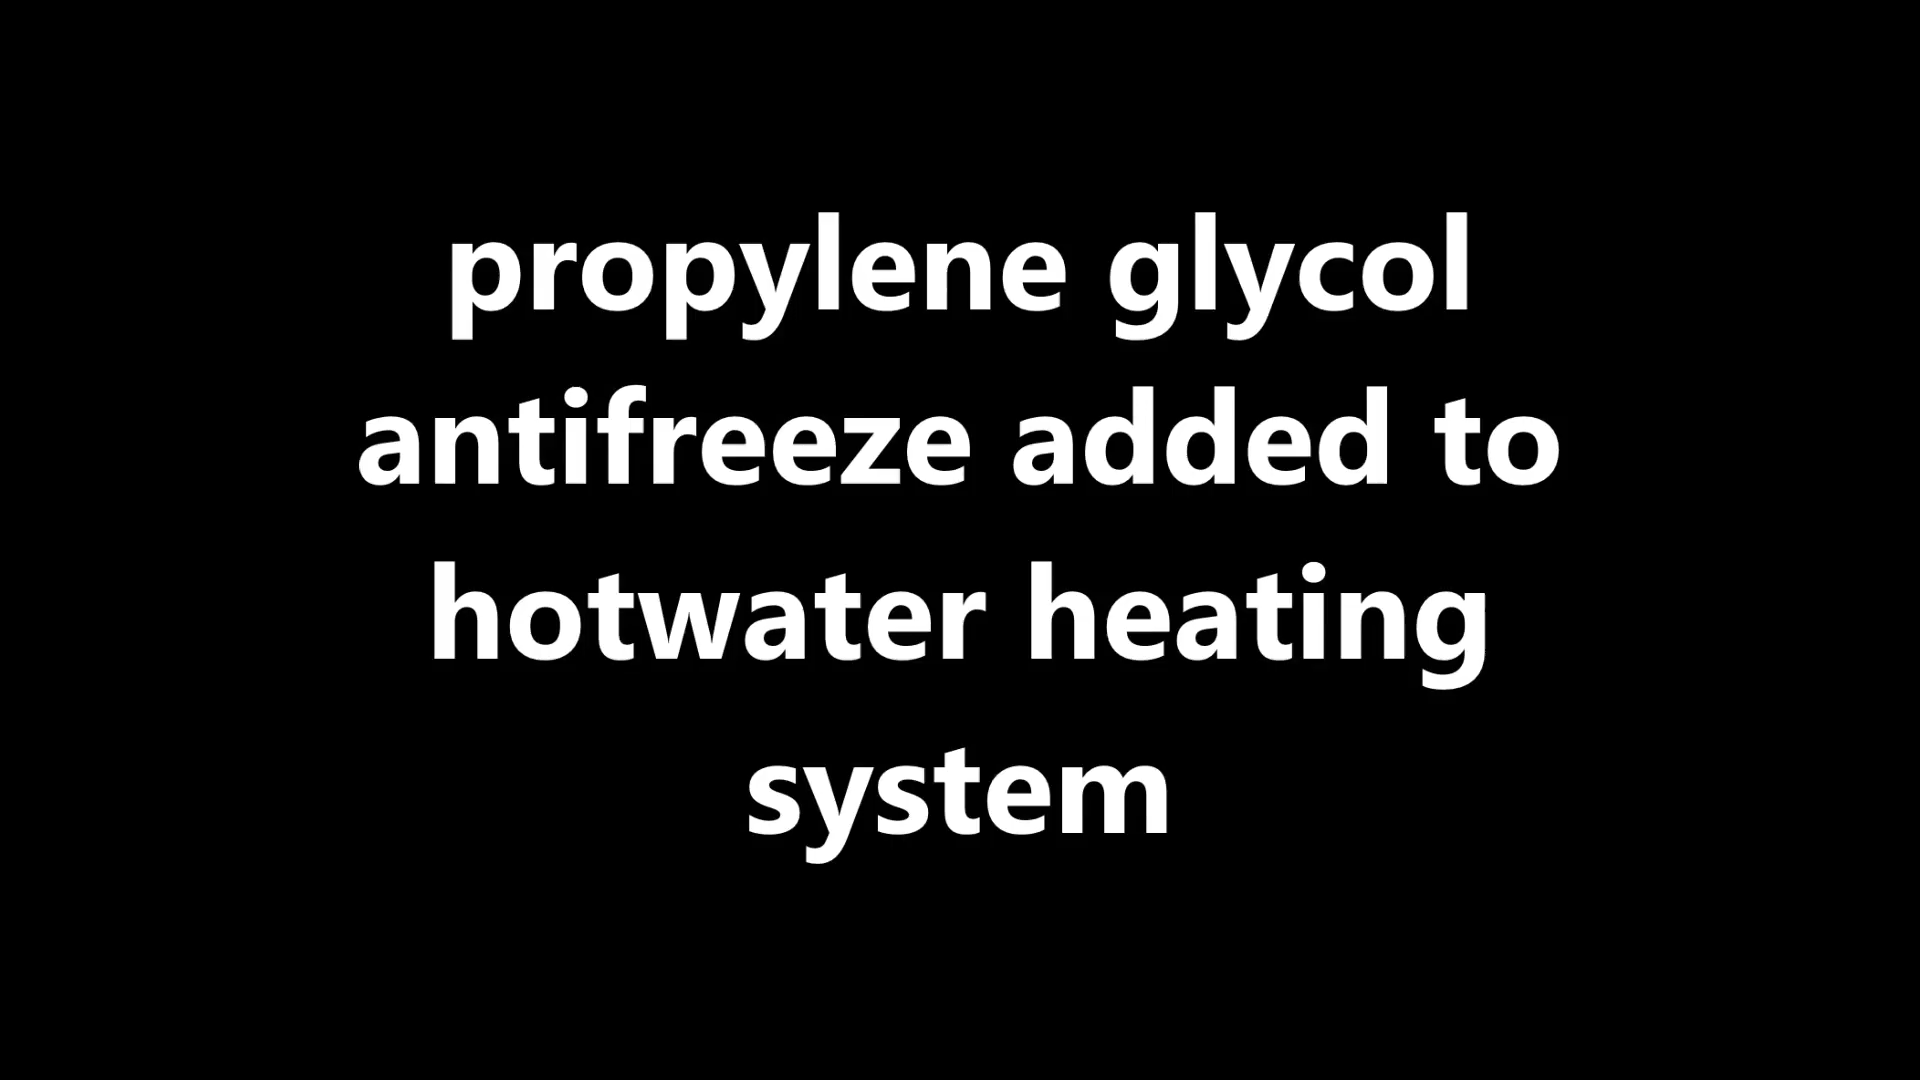 propylene glycol
antifreeze added to
hotwater heating
system